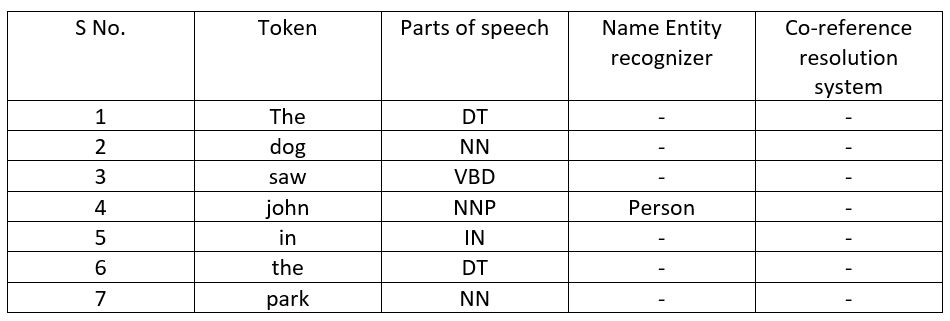 S No. Token Parts of speech Name Entity recognizer Co-reference resolution system
1 The DT - -
2 dog NN - -
3 saw VBD - -
4 john NNP Person -
5 in IN - -
6 the DT - -
7 park NN - -